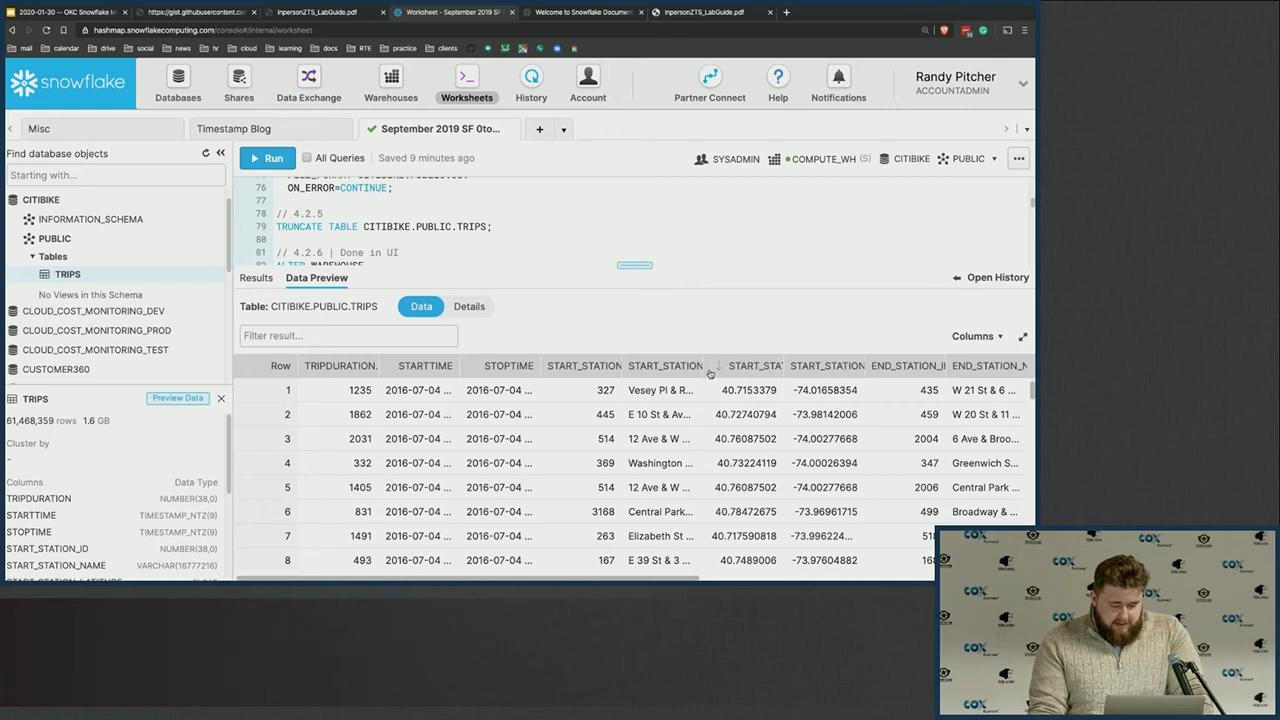 2020-01-30 -- OKC Snowflake M
https://gist.githubusercontent.co
InpersonZTS_LabGuide.pdf
Worksheet - September 2019 SF
Welcome to Snowflake Document
InpersonZTS_LabGuide.pdf
hashmap.snowflakecomputing.com/console#/internal/worksheet
mail calendar drive social news hr cloud learning docs RTE practice clients
snowflake
Databases Shares Data Exchange Warehouses Worksheets History Account Partner Connect Help Notifications
Randy Pitcher
ACCOUNTADMIN
Misc Timestamp Blog September 2019 SF 0to...
Find database objects
Run All Queries Saved 9 minutes ago SYSADMIN COMPUTE_WH (S) CITIBIKE PUBLIC
Starting with...
CITIBIKE
INFORMATION_SCHEMA
PUBLIC
Tables
TRIPS
No Views in this Schema
CLOUD_COST_MONITORING_DEV
CLOUD_COST_MONITORING_PROD
CLOUD_COST_MONITORING_TEST
CUSTOMER360
76 ON_ERROR=CONTINUE;
77
78 // 4.2.5
79 TRUNCATE TABLE CITIBIKE.PUBLIC.TRIPS;
80
81 // 4.2.6 | Done in UI
Results Data Preview Open History
Table: CITIBIKE.PUBLIC.TRIPS Data Details
Filter result... Columns
Row TRIPDURATION. STARTTIME STOPTIME START_STATION START_STATION START_STAT START_STATION END_STATION_I END_STATION_N
1 1235 2016-07-04 ... 2016-07-04 ... 327 Vesey Pl & R... 40.7153379 -74.01658354 435 W 21 St & 6 ...
2 1862 2016-07-04 ... 2016-07-04 ... 445 E 10 St & Av... 40.72740794 -73.98142006 459 W 20 St & 11 ...
3 2031 2016-07-04 ... 2016-07-04 ... 514 12 Ave & W ... 40.76087502 -74.00277668 2004 6 Ave & Broo...
4 332 2016-07-04 ... 2016-07-04 ... 369 Washington ... 40.73224119 -74.00026394 347 Greenwich S...
5 1405 2016-07-04 ... 2016-07-04 ... 514 12 Ave & W ... 40.76087502 -74.00277668 2006 Central Park ...
6 831 2016-07-04 ... 2016-07-04 ... 3168 Central Park... 40.78472675 -73.96961715 499 Broadway & ...
7 1491 2016-07-04 ... 2016-07-04 ... 263 Elizabeth St ... 40.717590818 -73.996224...
8 493 2016-07-04 ... 2016-07-04 ... 167 E 39 St & 3 ... 40.7489006 -73.97604882
TRIPS Preview Data
61,468,359 rows 1.6 GB
Cluster by
-
Columns Data Type
TRIPDURATION NUMBER(38,0)
STARTTIME TIMESTAMP_NTZ(9)
STOPTIME TIMESTAMP_NTZ(9)
START_STATION_ID NUMBER(38,0)
START_STATION_NAME VARCHAR(16777216)
COX
COX
COX
COX
COX